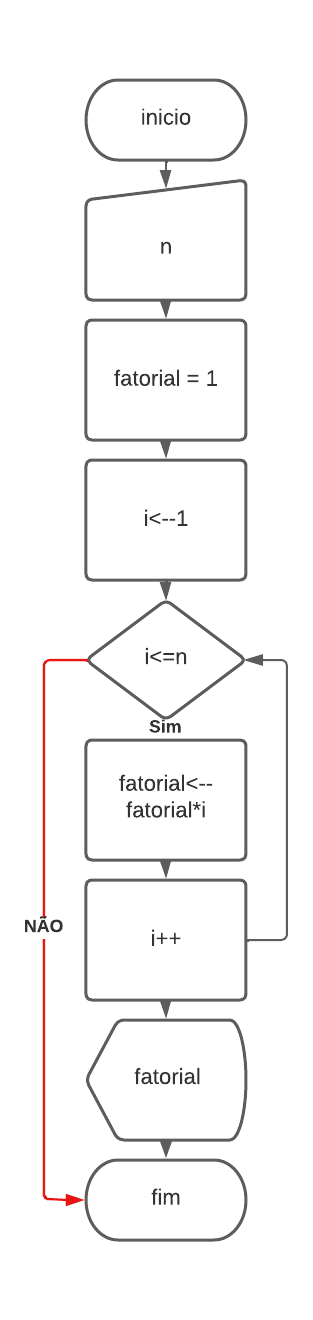 inicio
n
fatorial = 1
i<--1
i<=n
Sim
fatorial<--
fatorial*i
NÃO
i++
fatorial
fim